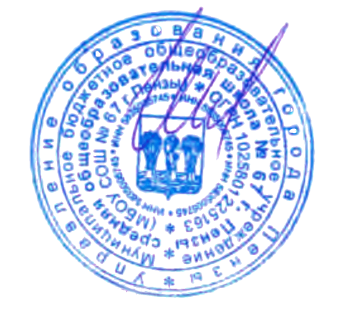 * Управление образования города Пензы
* Муниципальное бюджетное общеобразовательное учреждение
* средняя общеобразовательная школа № 67 г. Пензы
(МБОУ СОШ № 67 г. Пензы) * ОГРН 1025801225163